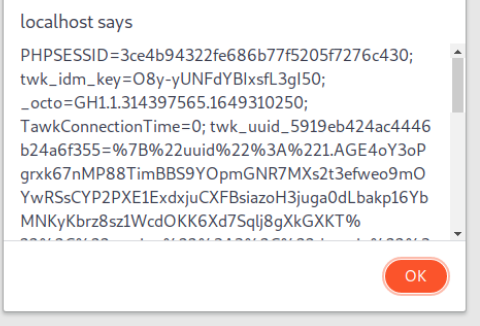 localhost says
PHPSESSID=3ce4b94322fe686b77f5205f7276c430;
twk_idm_key=O8y-yUNFdYBIxsfL3gI50;
_octo=GH1.1.314397565.1649310250;
TawkConnectionTime=0; twk_uuid_5919eb424ac4446
b24a6f355=%7B%22uuid%22%3A%221.AGE4oY3oP
grxk67nMP88TimBBS9YOpmGNR7MXs2t3efweo9mO
YwRSsCYP2PXE1ExdxjuCXFBsiazoH3juga0dLbakp16Yb
MNKyKbrz8sz1WcdOKK6Xd7Sqlj8gXkGXKT%
OK